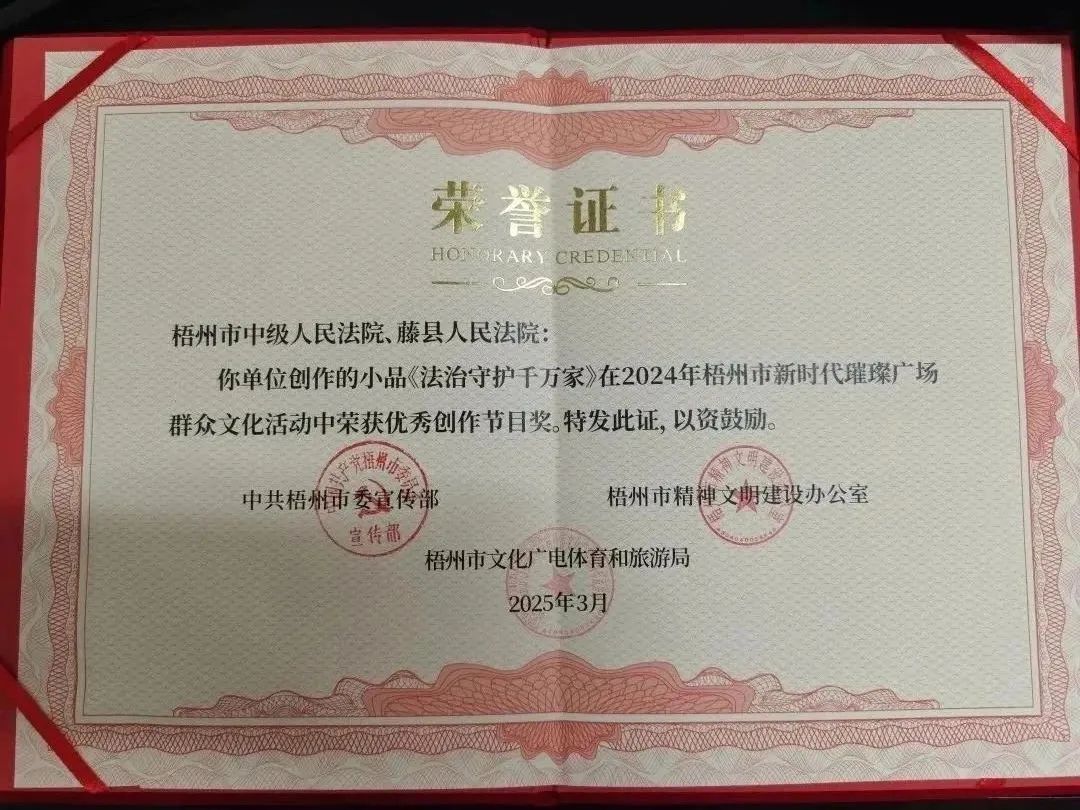 荣誉证书
HONORARY CREDENTIAL
梧州市中级人民法院、藤县人民法院：
你单位创作的小品《法治守护千万家》在2024年梧州市新时代璀璨广场
群众文化活动中荣获优秀创作节目奖。特发此证，以资鼓励。
中共梧州市委宣传部
梧州市精神文明建设办公室
宣传部
梧州市文化广电体育和旅游局
2025年3月